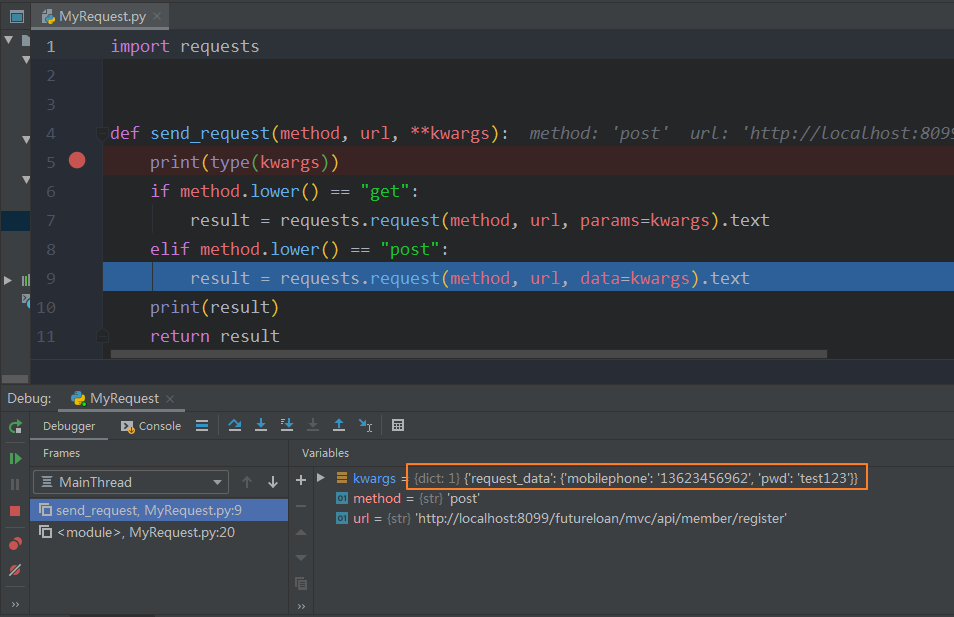 MyRequest.py
1 import requests
2
3
4 def send_request(method, url, **kwargs): method: 'post' url: 'http://localhost:8099
5 print(type(kwargs))
6 if method.lower() == "get":
7 result = requests.request(method, url, params=kwargs).text
8 elif method.lower() == "post":
9 result = requests.request(method, url, data=kwargs).text
10 print(result)
11 return result
Debug: MyRequest
Debugger Console
Frames Variables
MainThread
kwargs = {dict: 1} {'request_data': {'mobilephone': '13623456962', 'pwd': 'test123'}}
send_request, MyRequest.py:9
method = {str} 'post'
<module>, MyRequest.py:20
url = {str} 'http://localhost:8099/futureloan/mvc/api/member/register'